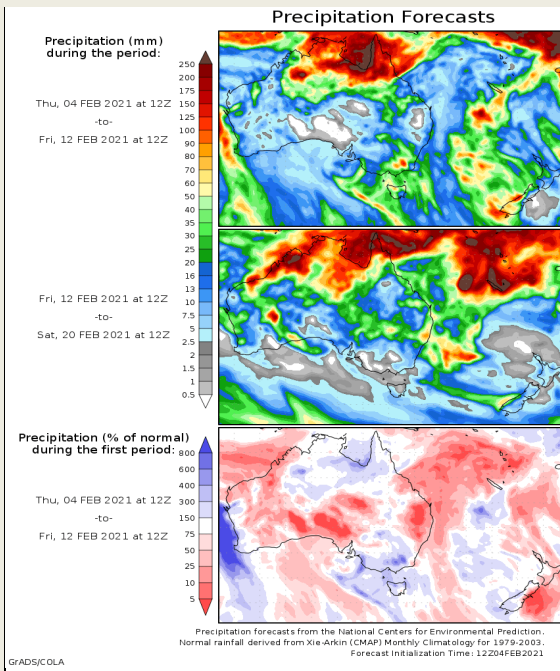 Precipitation Forecasts
Precipitation (mm)
during the period:
Thu, 04 FEB 2021 at 12Z
-to-
Fri, 12 FEB 2021 at 12Z
250
200
175
150
125
100
90
80
70
60
50
40
35
30
25
20
16
13
10
7.5
5
2.5
2
1.5
1
0.5
Fri, 12 FEB 2021 at 12Z
-to-
Sat, 20 FEB 2021 at 12Z
Precipitation (% of normal)
during the first period:
Thu, 04 FEB 2021 at 12Z
-to-
Fri, 12 FEB 2021 at 12Z
800
600
400
300
150
75
50
25
10
5
Precipitation forecasts from the National Centers for Environmental Prediction.
Normal rainfall derived from Xie-Arkin (CMAP) Monthly Climatology for 1979-2003.
Forecast Initialization Time: 12Z04FEB2021
GrADS/COLA